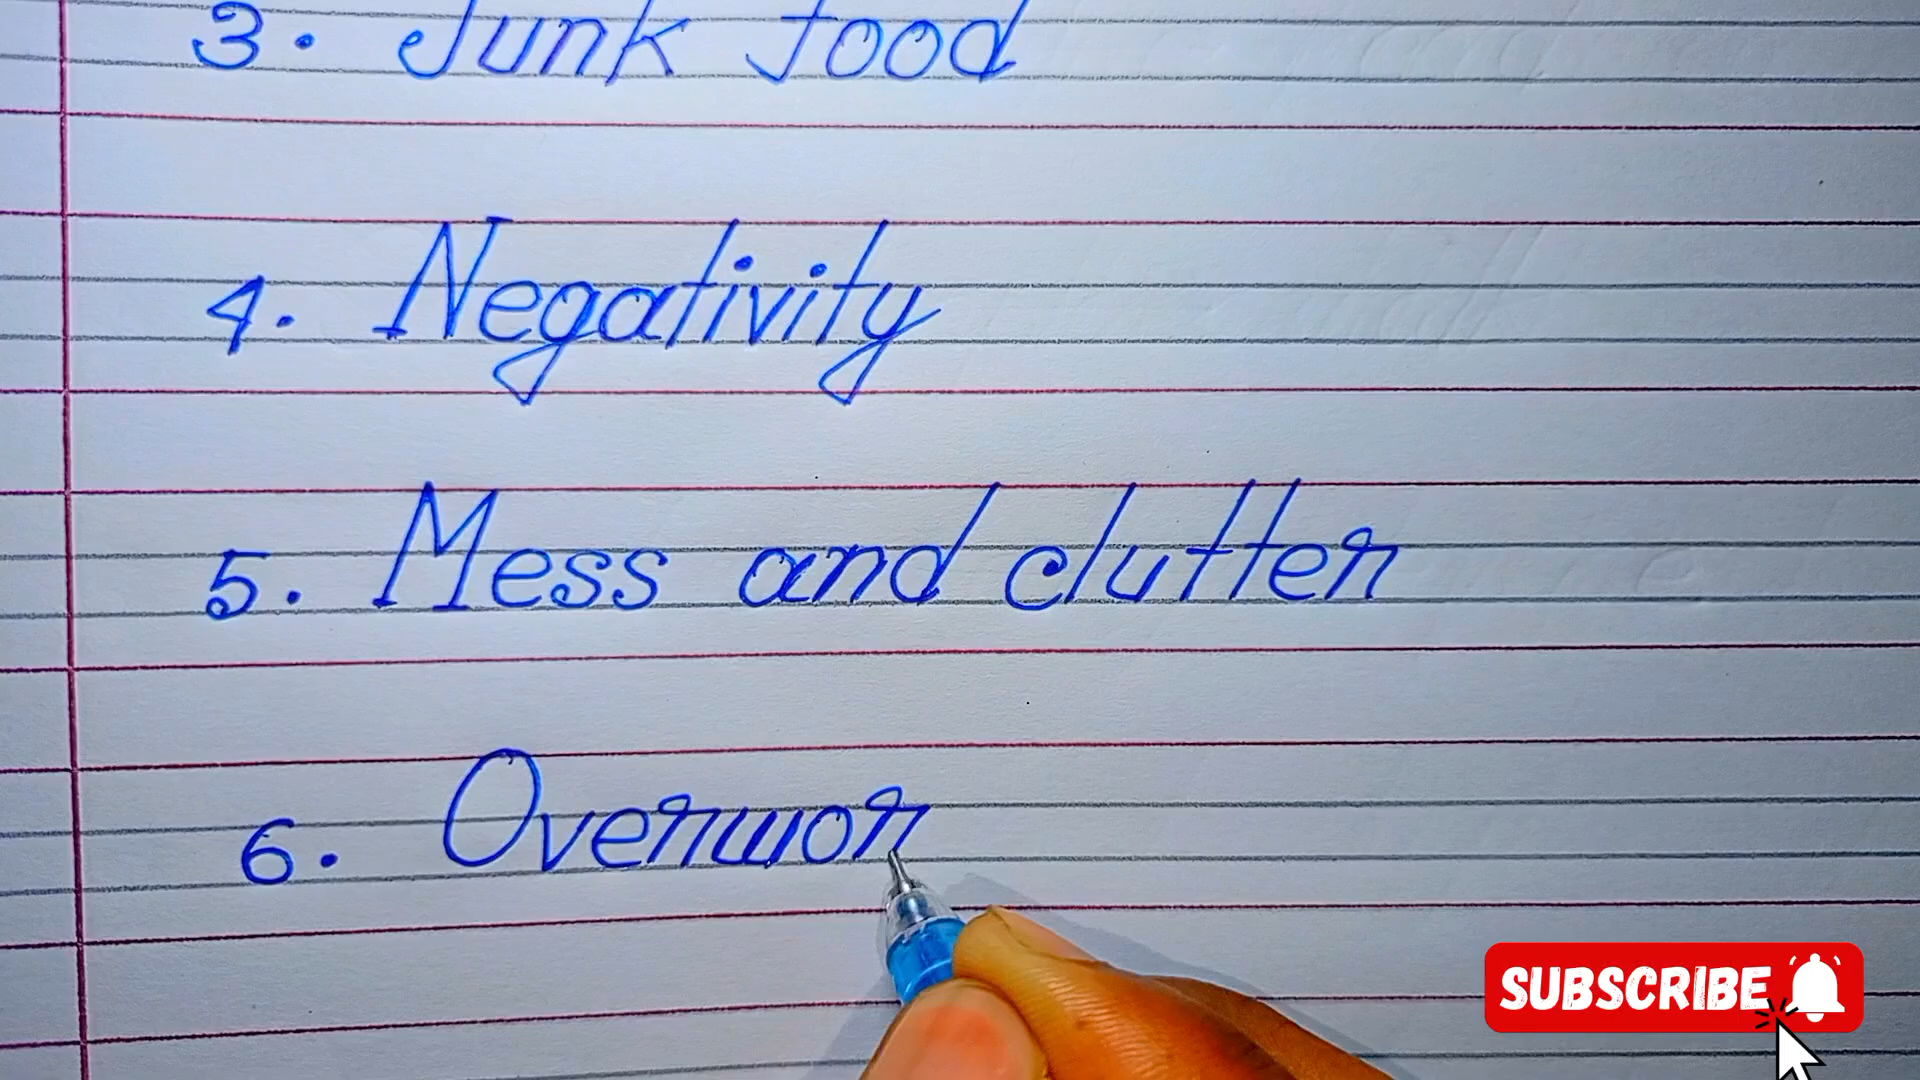 3. Junk food
4. Negativity
5. Mess and clutter
6. Overwor
SUBSCRIBE